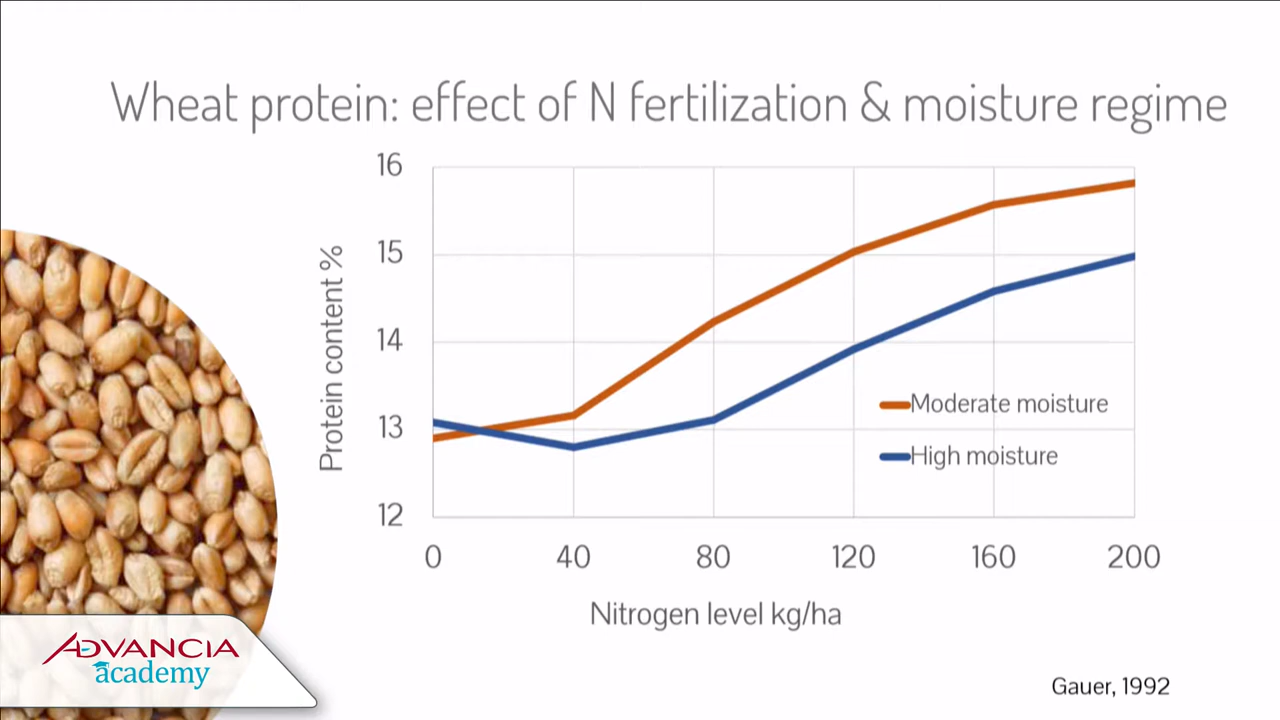 Wheat protein: effect of N fertilization & moisture regime
16
15
14
13
12
Protein content %
0 40 80 120 160 200
Nitrogen level kg/ha
Moderate moisture
High moisture
ADVANCIA
academy
Gauer, 1992